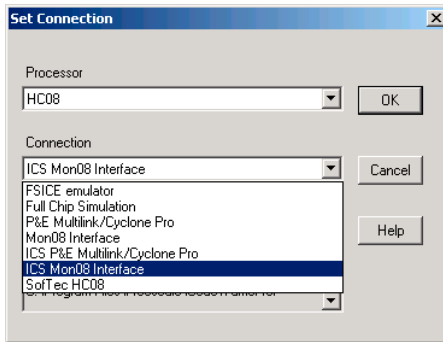 Set Connection
Processor
HC08
OK
Connection
ICS Mon08 Interface
Cancel
FSICE emulator
Full Chip Simulation
P&E Multilink/Cyclone Pro
Mon08 Interface
Help
ICS P&E Multilink/Cyclone Pro
ICS Mon08 Interface
SofTec HC08